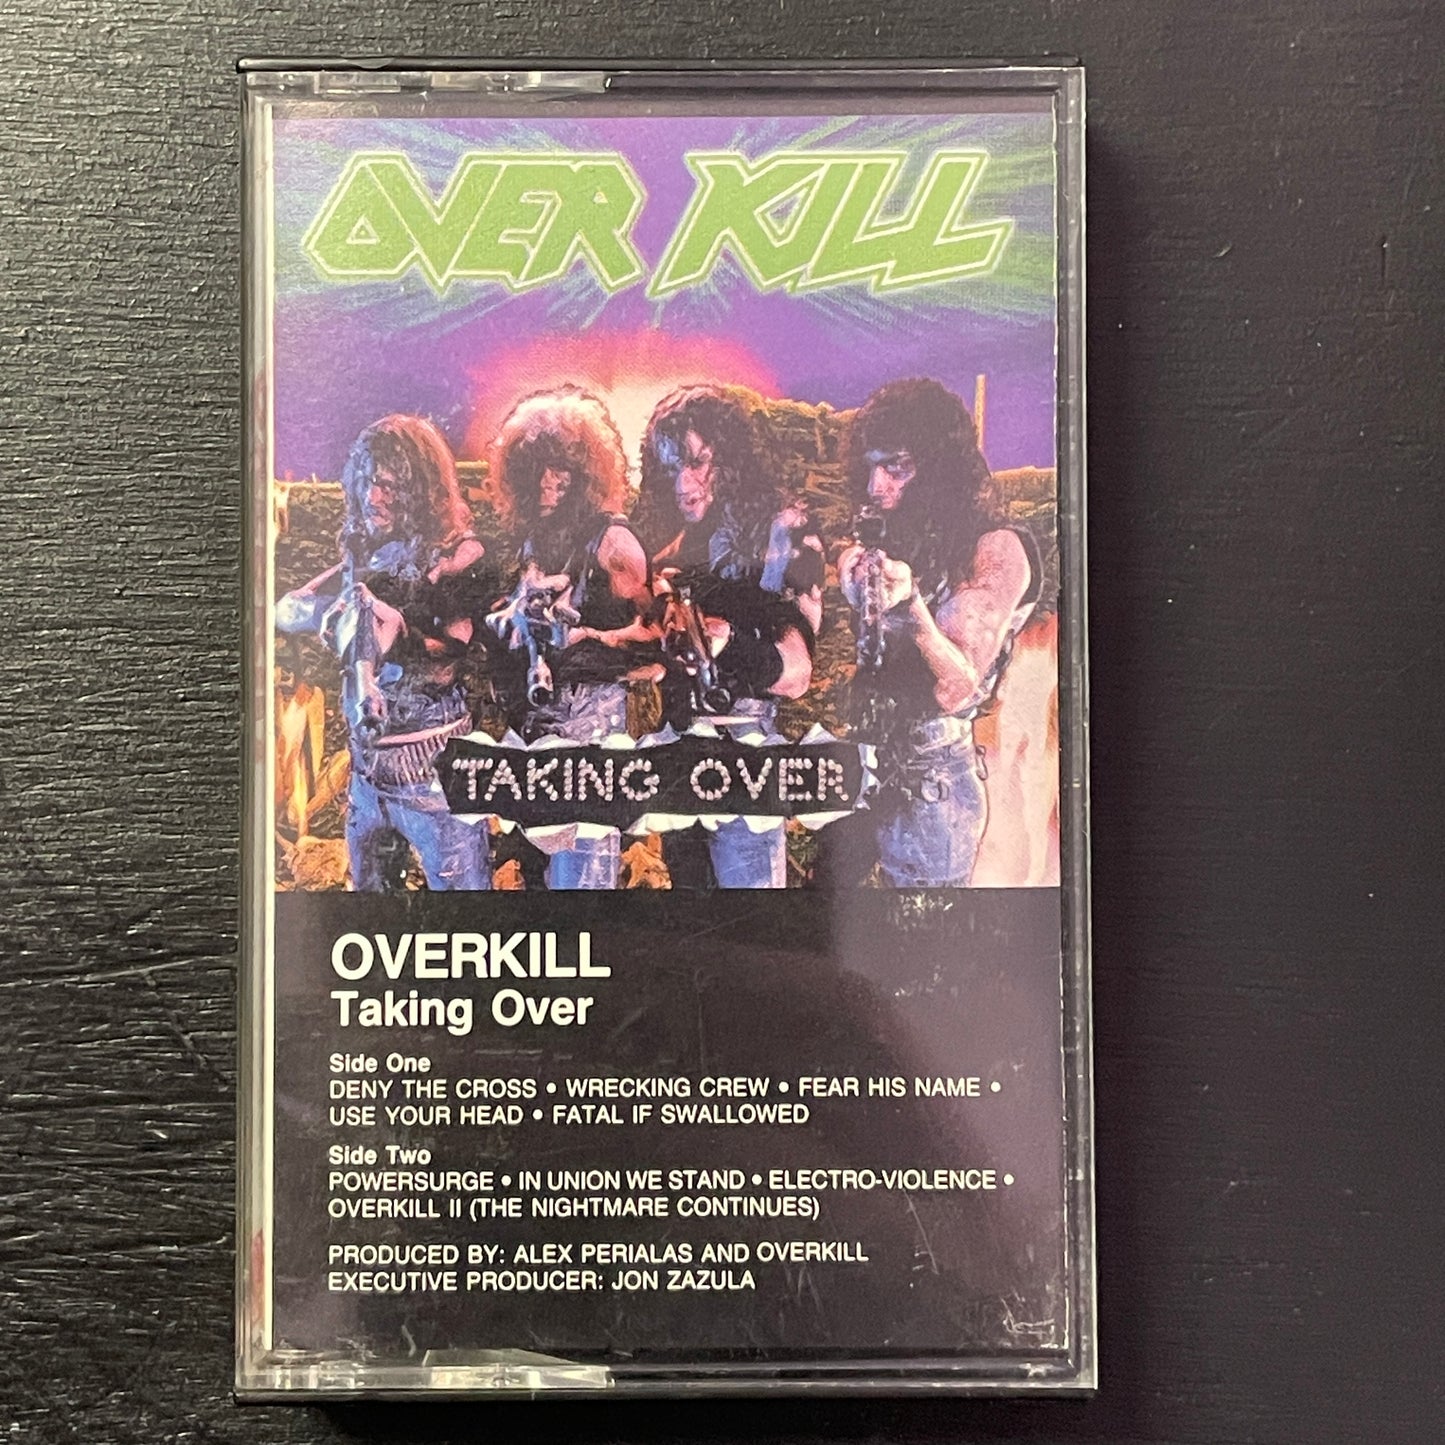 OVER KILL
TAKING OVER
OVERKILL
Taking Over
Side One
DENY THE CROSS • WRECKING CREW • FEAR HIS NAME •
USE YOUR HEAD • FATAL IF SWALLOWED
Side Two
POWERSURGE • IN UNION WE STAND • ELECTRO-VIOLENCE •
OVERKILL II (THE NIGHTMARE CONTINUES)
PRODUCED BY: ALEX PERIALAS AND OVERKILL
EXECUTIVE PRODUCER: JON ZAZULA